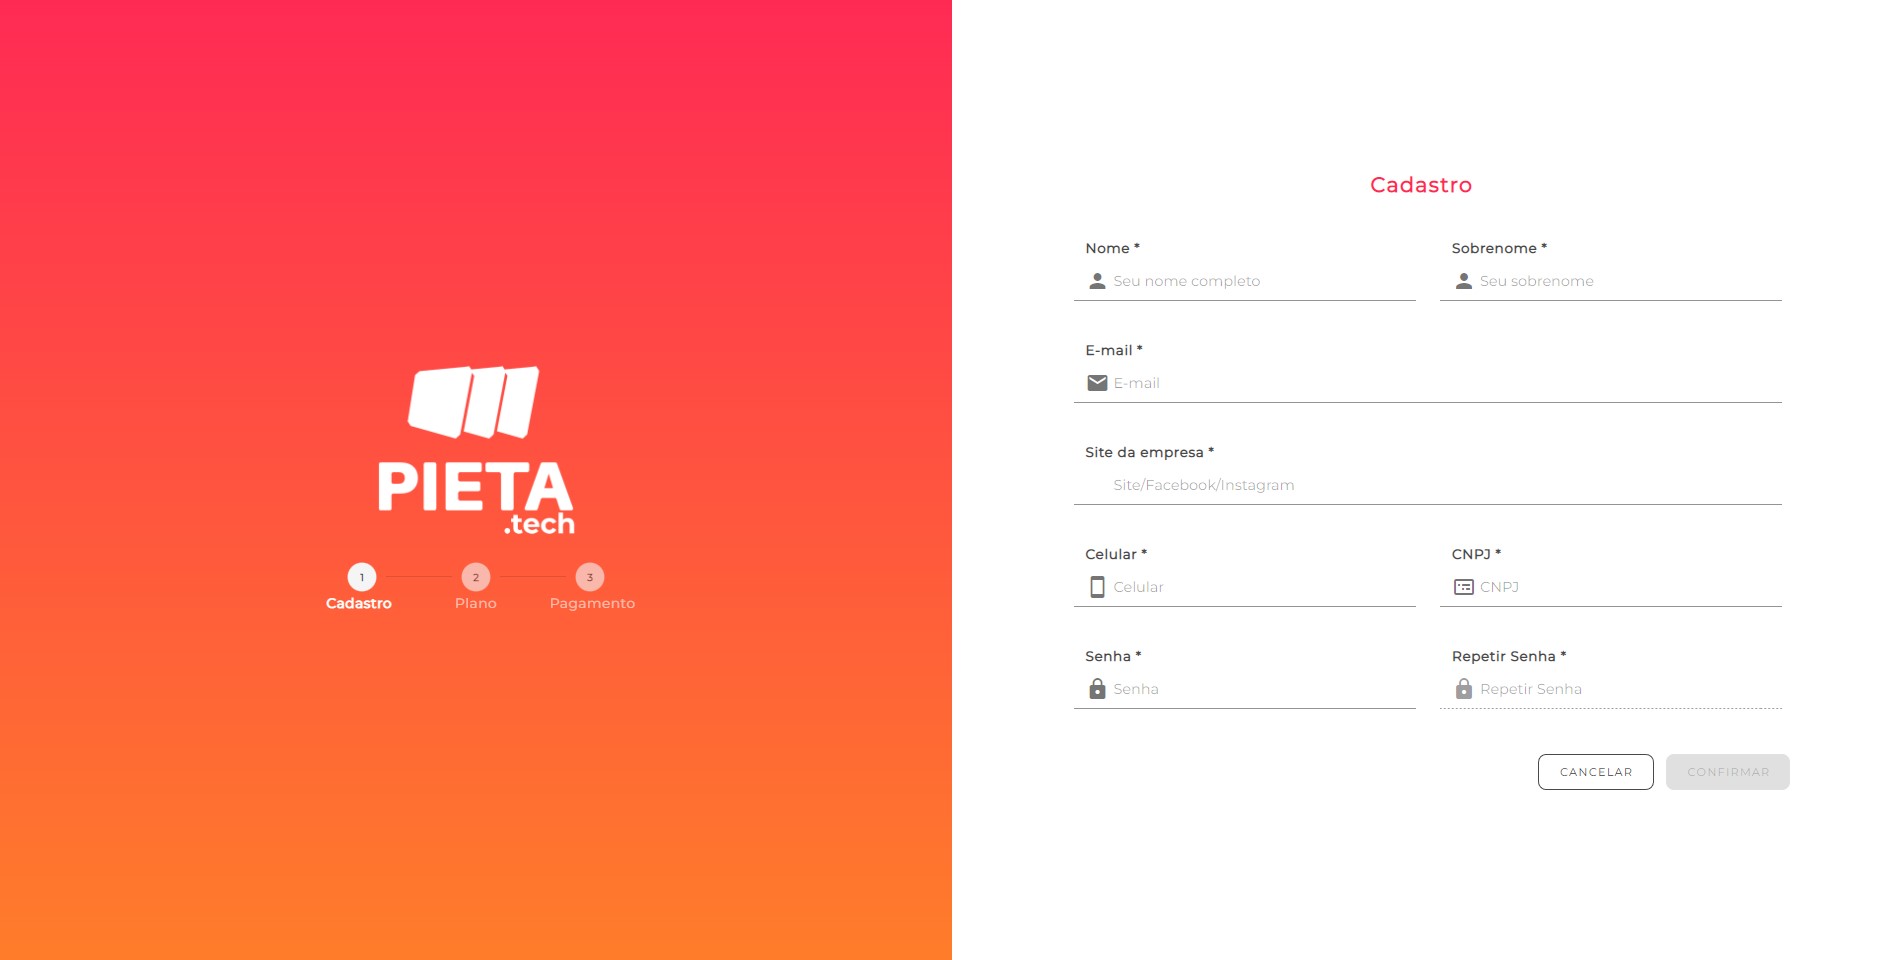 PIETA
.tech
1 2 3
Cadastro Plano Pagamento
Cadastro
Nome * Sobrenome *
Seu nome completo Seu sobrenome
E-mail *
E-mail
Site da empresa *
Site/Facebook/Instagram
Celular * CNPJ *
Celular CNPJ
Senha * Repetir Senha *
Senha Repetir Senha
CANCELAR CONFIRMAR